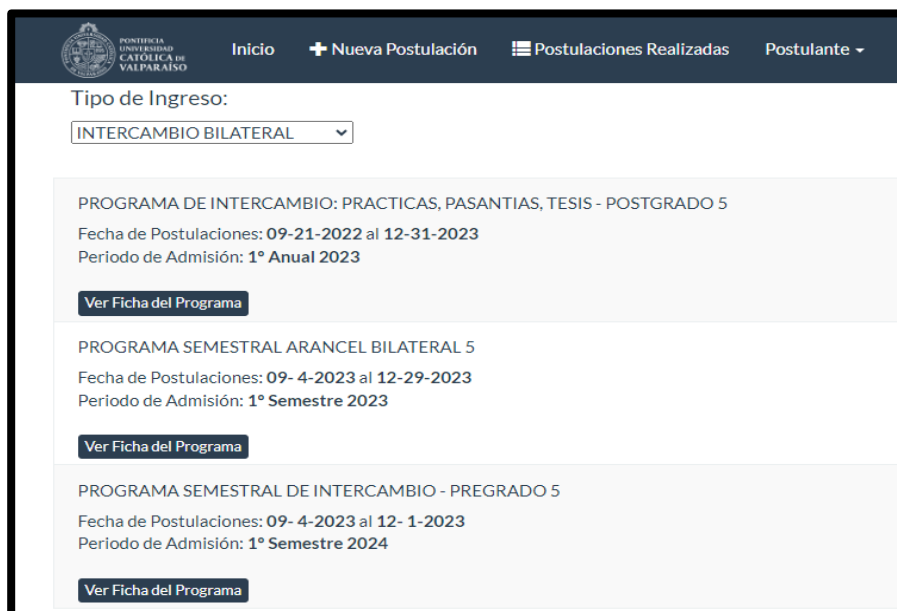 PONTIFICIA
UNIVERSIDAD
CATÓLICA DE
VALPARAÍSO
Inicio
Nueva Postulación
Postulaciones Realizadas
Postulante
Tipo de Ingreso:
INTERCAMBIO BILATERAL
PROGRAMA DE INTERCAMBIO: PRACTICAS, PASANTIAS, TESIS - POSTGRADO 5
Fecha de Postulaciones: 09-21-2022 al 12-31-2023
Periodo de Admisión: 1° Anual 2023
Ver Ficha del Programa
PROGRAMA SEMESTRAL ARANCEL BILATERAL 5
Fecha de Postulaciones: 09- 4-2023 al 12-29-2023
Periodo de Admisión: 1° Semestre 2023
Ver Ficha del Programa
PROGRAMA SEMESTRAL DE INTERCAMBIO - PREGRADO 5
Fecha de Postulaciones: 09- 4-2023 al 12- 1-2023
Periodo de Admisión: 1° Semestre 2024
Ver Ficha del Programa